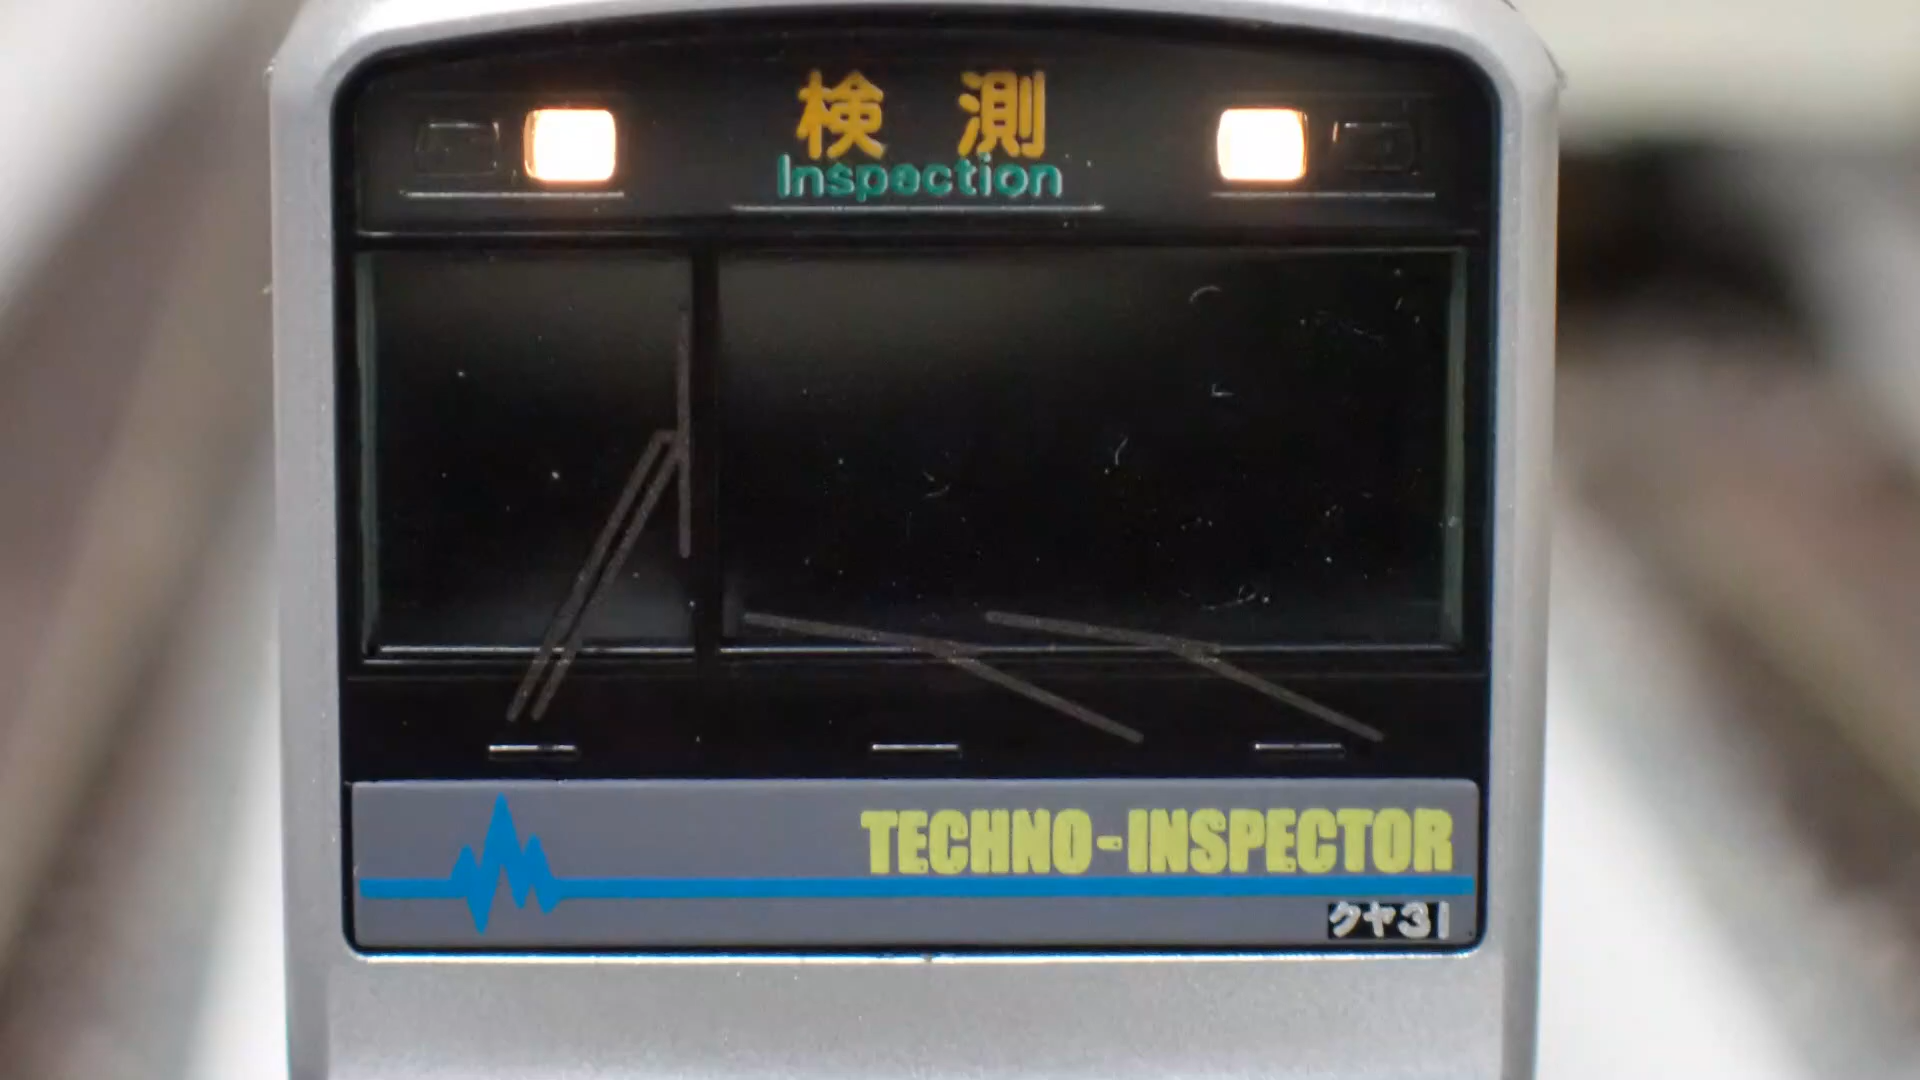 検 測
Inspection
TECHNO-INSPECTOR
クヤ31